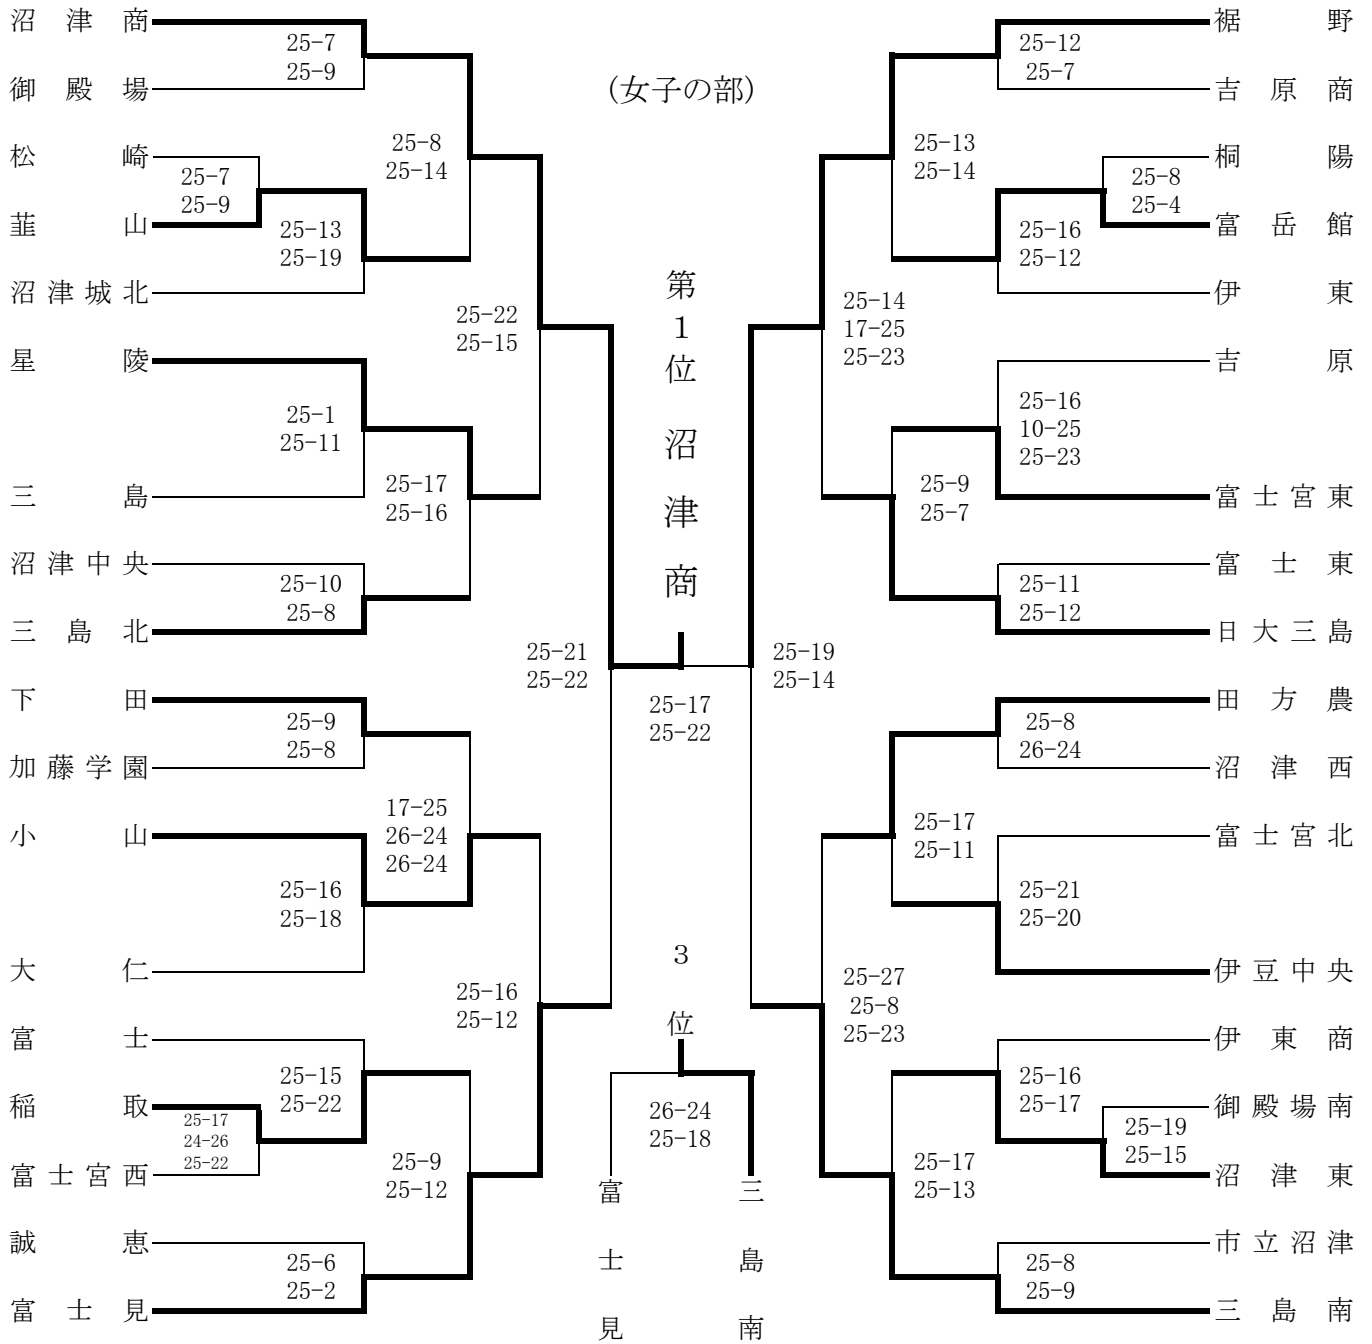 (女子の部)
沼津商
25-7
25-9
御殿場
25-8
25-14
松崎
25-7
25-9
韮山
25-13
25-19
沼津城北
25-22
25-15
星陵
25-1
25-11
三島
25-17
25-16
沼津中央
25-10
25-8
三島北
25-21
25-22
下田
25-9
25-8
加藤学園
17-25
26-24
26-24
小山
25-16
25-18
大仁
25-16
25-12
富士
25-15
25-22
稲取
25-17
24-26
25-22
富士宮西
25-9
25-12
誠恵
25-6
25-2
富士見
第1位 沼津商
25-17
25-22
3位
26-24
25-18
富士見
三島南
裾野
25-12
25-7
吉原商
25-13
25-14
桐陽
25-8
25-4
富岳館
25-16
25-12
伊東
25-14
17-25
25-23
吉原
25-16
10-25
25-23
富士宮東
25-9
25-7
富士東
25-11
25-12
日大三島
25-19
25-14
田方農
25-8
26-24
沼津西
25-17
25-11
富士宮北
25-21
25-20
伊豆中央
25-27
25-8
25-23
伊東商
25-16
25-17
御殿場南
25-19
25-15
沼津東
25-17
25-13
市立沼津
25-8
25-9
三島南